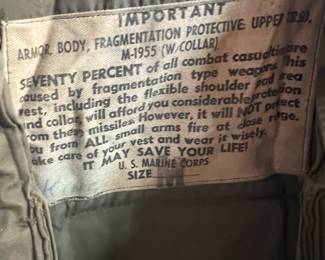 IMPORTANT
ARMOR, BODY, FRAGMENTATION PROTECTIVE: UPPER TORSO,
M-1955 (W/COLLAR)
SEVENTY PERCENT of all combat casualties are
caused by fragmentation type weapons. This
vest, including the flexible shoulder pad area
and collar, will afford you considerable protection
from these missiles. However, it will NOT protect
you from ALL small arms fire at close range.
Take care of your vest and wear it wisely.
IT MAY SAVE YOUR LIFE!
U. S. MARINE CORPS
SIZE